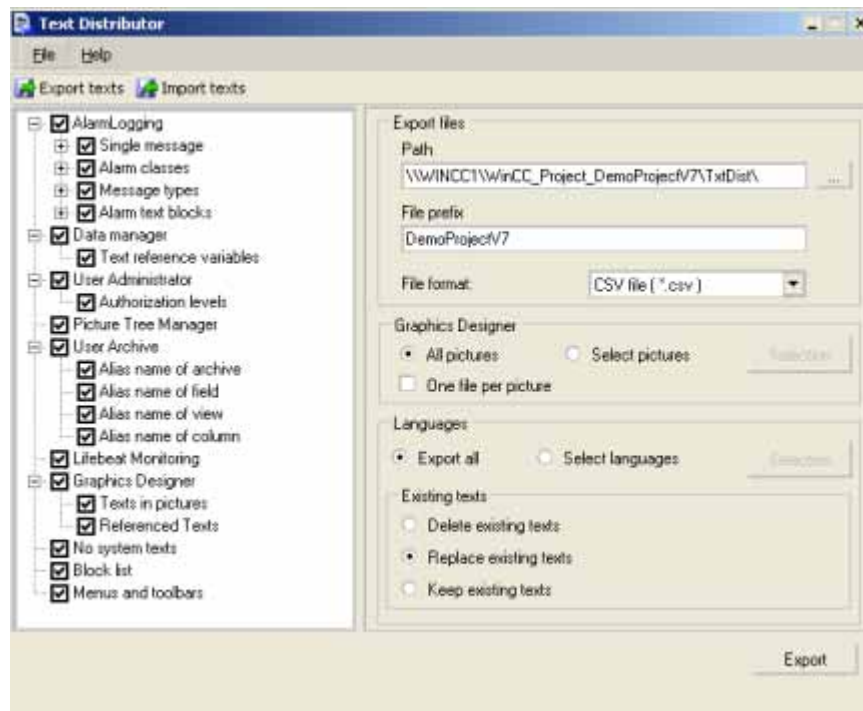 Text Distributor
File Help
Export texts Import texts
AlarmLogging
Single message
Alarm classes
Message types
Alarm text blocks
Data manager
Text reference variables
User Administrator
Authorization levels
Picture Tree Manager
User Archive
Alias name of archive
Alias name of field
Alias name of view
Alias name of column
Lifebeat Monitoring
Graphics Designer
Texts in pictures
Referenced Texts
No system texts
Block list
Menus and toolbars
Export files
Path
\\WINCC1\WinCC_Project_DemoProjectV7\TxtDist\
...
File prefix
DemoProjectV7
File format: CSV file ( *.csv )
Graphics Designer
All pictures Select pictures Selection
One file per picture
Languages
Export all Select languages Selection
Existing texts
Delete existing texts
Replace existing texts
Keep existing texts
Export